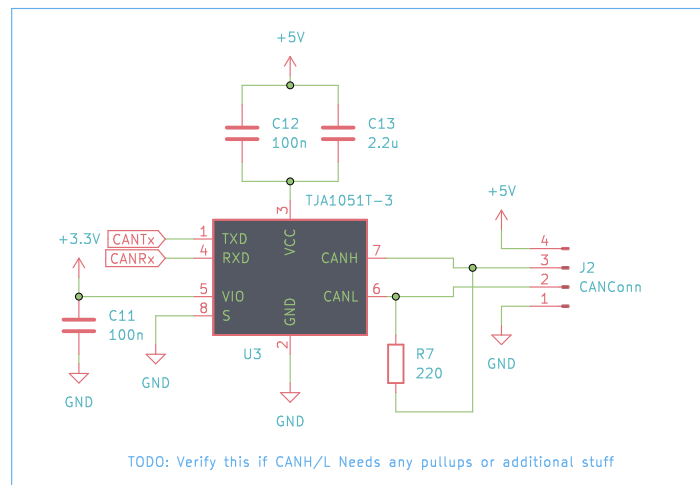 +5V
C12
100n
C13
2.2u
TJA1051T-3
+5V
3
VCC
+3.3V
CANTx
1
TXD
CANRx
4
RXD
CANH
7
4
3
J2
2
CANConn
1
5
VIO
CANL
6
8
S
GND
C11
100n
2
U3
R7
220
GND
GND
GND
GND
TODO: Verify this if CANH/L Needs any pullups or additional stuff